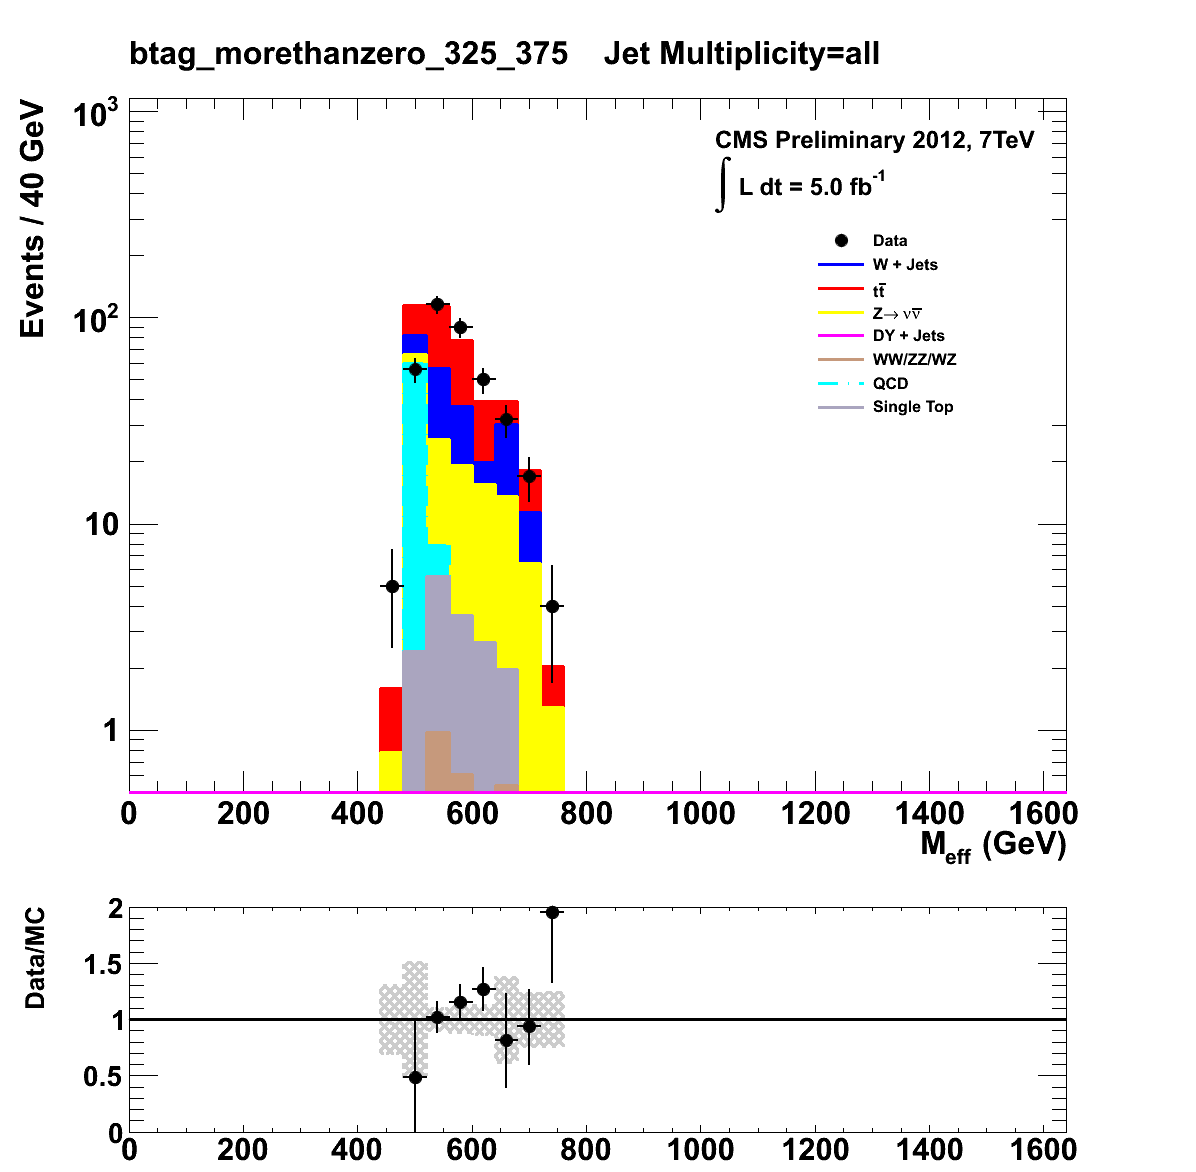 btag_morethanzero_325_375 Jet Multiplicity=all
Events / 40 GeV
10³
10²
10
1
CMS Preliminary 2012, 7TeV
∫ L dt = 5.0 fb⁻¹
Data
W + Jets
tt̅
Z→ νν̅
DY + Jets
WW/ZZ/WZ
QCD
Single Top
0 200 400 600 800 1000 1200 1400 1600
M_eff (GeV)
Data/MC
2
1.5
1
0.5
0
0 200 400 600 800 1000 1200 1400 1600